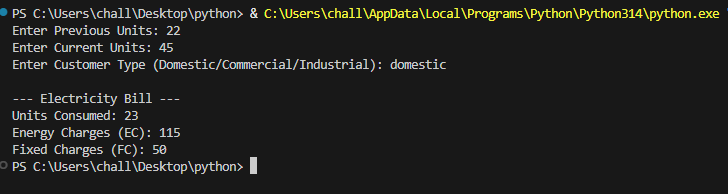 PS C:\Users\chall\Desktop\python> & C:\Users\chall\AppData\Local\Programs\Python\Python314\python.exe
Enter Previous Units: 22
Enter Current Units: 45
Enter Customer Type (Domestic/Commercial/Industrial): domestic

--- Electricity Bill ---
Units Consumed: 23
Energy Charges (EC): 115
Fixed Charges (FC): 50
PS C:\Users\chall\Desktop\python>